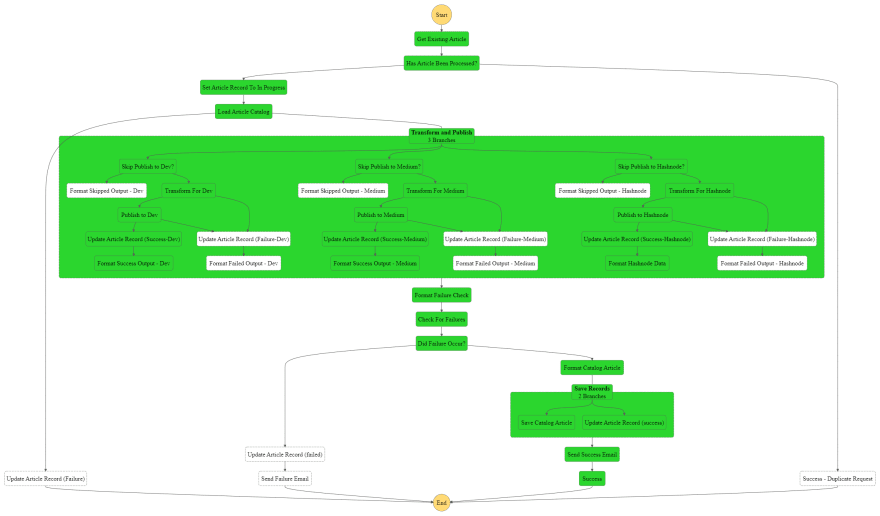 Start
Get Existing Article
Has Article Been Processed?
Set Article Record To In Progress
Load Article Catalog
Transform and Publish
3 Branches
Skip Publish to Dev?
Skip Publish to Medium?
Skip Publish to Hashnode?
Format Skipped Output - Dev
Transform For Dev
Format Skipped Output - Medium
Transform For Medium
Format Skipped Output - Hashnode
Transform For Hashnode
Publish to Dev
Publish to Medium
Publish to Hashnode
Update Article Record (Success-Dev)
Update Article Record (Failure-Dev)
Update Article Record (Success-Medium)
Update Article Record (Failure-Medium)
Update Article Record (Success-Hashnode)
Update Article Record (Failure-Hashnode)
Format Success Output - Dev
Format Failed Output - Dev
Format Success Output - Medium
Format Failed Output - Medium
Format Hashnode Data
Format Failed Output - Hashnode
Format Failure Check
Check For Failures
Did Failure Occur?
Format Catalog Article
Save Records
2 Branches
Save Catalog Article
Update Article Record (success)
Update Article Record (failed)
Send Success Email
Update Article Record (Failure)
Send Failure Email
Success
Success - Duplicate Request
End